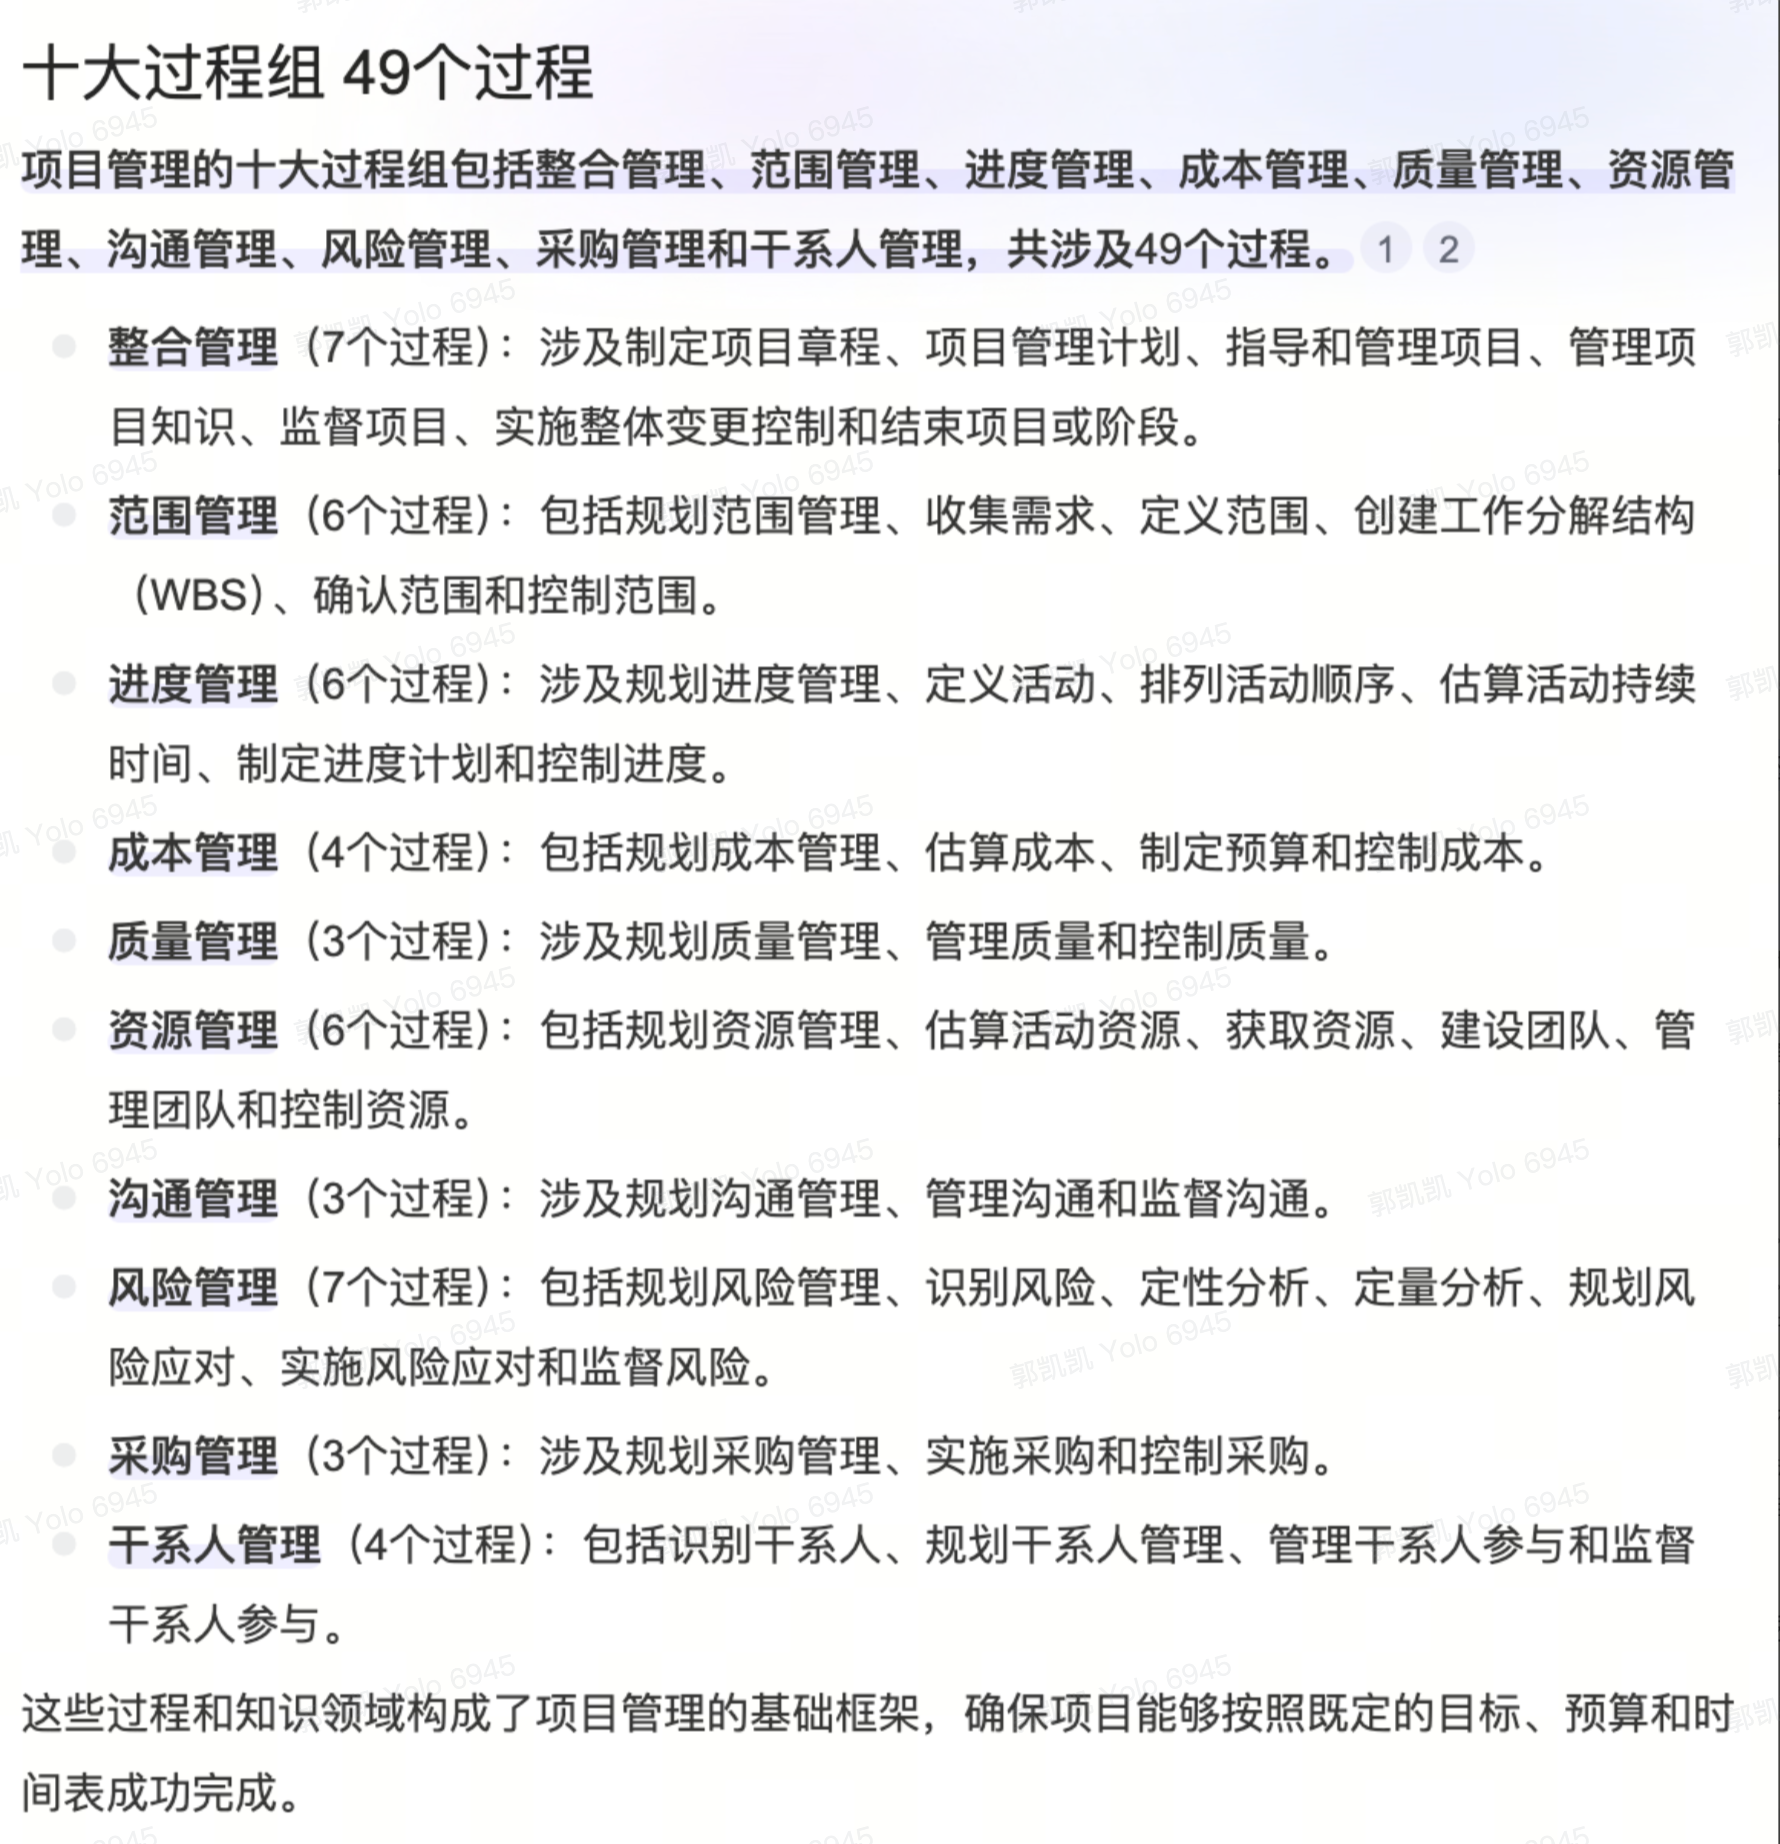 十大过程组 49个过程
项目管理的十大过程组包括整合管理、范围管理、进度管理、成本管理、质量管理、资源管
理、沟通管理、风险管理、采购管理和干系人管理，共涉及49个过程。 1 2
整合管理（7个过程）：涉及制定项目章程、项目管理计划、指导和管理项目、管理项
目知识、监督项目、实施整体变更控制和结束项目或阶段。
范围管理（6个过程）：包括规划范围管理、收集需求、定义范围、创建工作分解结构
（WBS）、确认范围和控制范围。
进度管理（6个过程）：涉及规划进度管理、定义活动、排列活动顺序、估算活动持续
时间、制定进度计划和控制进度。
成本管理（4个过程）：包括规划成本管理、估算成本、制定预算和控制成本。
质量管理（3个过程）：涉及规划质量管理、管理质量和控制质量。
资源管理（6个过程）：包括规划资源管理、估算活动资源、获取资源、建设团队、管
理团队和控制资源。
沟通管理（3个过程）：涉及规划沟通管理、管理沟通和监督沟通。
风险管理（7个过程）：包括规划风险管理、识别风险、定性分析、定量分析、规划风
险应对、实施风险应对和监督风险。
采购管理（3个过程）：涉及规划采购管理、实施采购和控制采购。
干系人管理（4个过程）：包括识别干系人、规划干系人管理、管理干系人参与和监督
干系人参与。
这些过程和知识领域构成了项目管理的基础框架，确保项目能够按照既定的目标、预算和时
间表成功完成。
郭凯凯 Yolo 6945